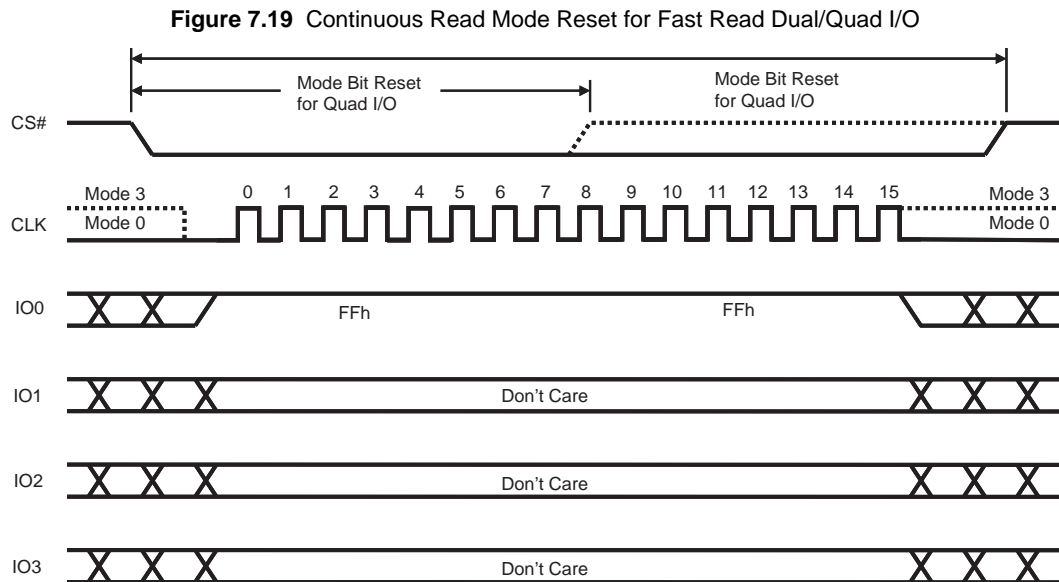 Figure 7.19 Continuous Read Mode Reset for Fast Read Dual/Quad I/O
Mode Bit Reset
for Quad I/O
Mode Bit Reset
for Quad I/O
CS#
Mode 3
Mode 0
CLK
0 1 2 3 4 5 6 7 8 9 10 11 12 13 14 15
Mode 3
Mode 0
IO0
FFh
FFh
IO1
Don't Care
IO2
Don't Care
IO3
Don't Care